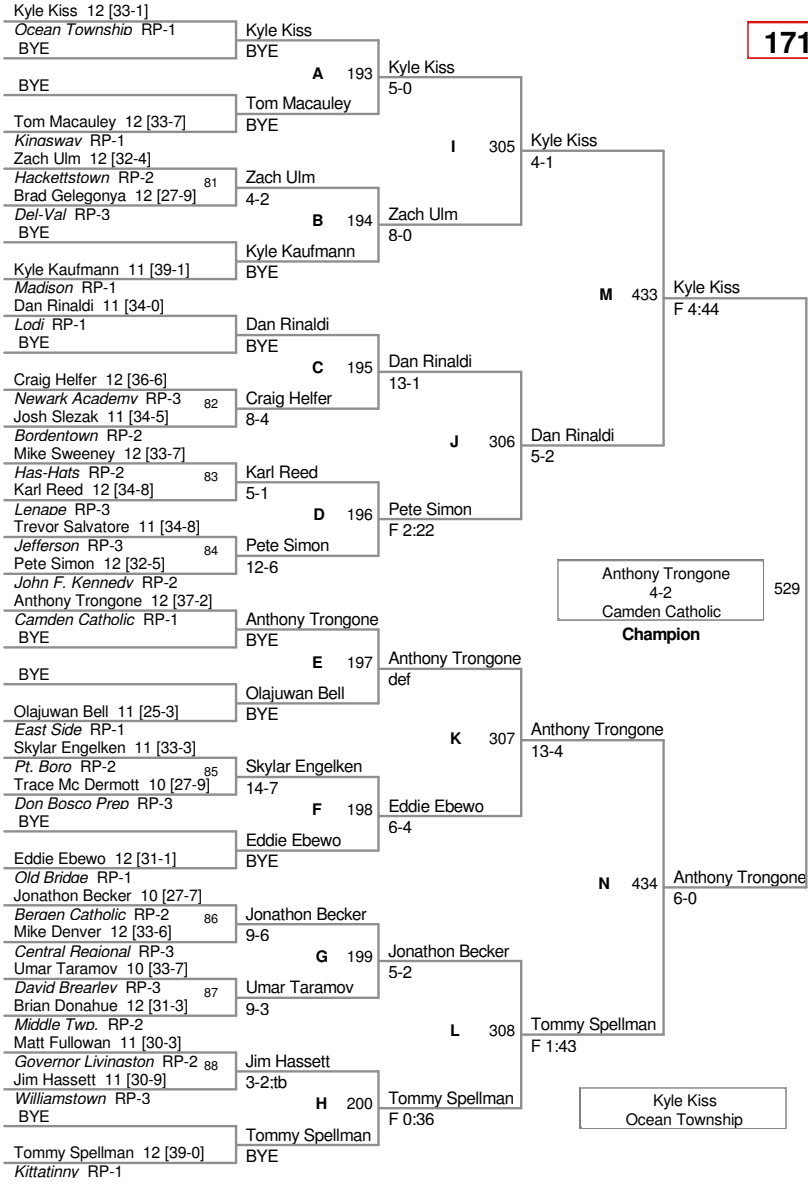 171
Kyle Kiss 12 [33-1]
Ocean Township RP-1
BYE
BYE
Tom Macauley 12 [33-7]
Kingsway RP-1
Zach Ulm 12 [32-4]
Hackettstown RP-2
81
Brad Gelegonya 12 [27-9]
Del-Val RP-3
BYE
Kyle Kaufmann 11 [39-1]
Madison RP-1
Dan Rinaldi 11 [34-0]
Lodi RP-1
BYE
Craig Helfer 12 [36-6]
Newark Academy RP-3
82
Josh Slezak 11 [34-5]
Bordentown RP-2
Mike Sweeney 12 [33-7]
Has-Hgts RP-2
83
Karl Reed 12 [34-8]
Lenape RP-3
Trevor Salvatore 11 [34-8]
Jefferson RP-3
84
Pete Simon 12 [32-5]
John F. Kennedy RP-2
Anthony Trongone 12 [37-2]
Camden Catholic RP-1
BYE
BYE
Olajuwan Bell 11 [25-3]
East Side RP-1
Skylar Engelken 11 [33-3]
Pt. Boro RP-2
85
Trace Mc Dermott 10 [27-9]
Don Bosco Prep RP-3
BYE
Eddie Ebewo 12 [31-1]
Old Bridge RP-1
Jonathon Becker 10 [27-7]
Bergen Catholic RP-2
86
Mike Denver 12 [33-6]
Central Regional RP-3
Umar Taramov 10 [33-7]
David Brearley RP-3
87
Brian Donahue 12 [31-3]
Middle Twp. RP-2
Matt Fullowan 11 [30-3]
Governor Livingston RP-2
88
Jim Hassett 11 [30-9]
Williamstown RP-3
BYE
Tommy Spellman 12 [39-0]
Kittatinny RP-1
Kyle Kiss
BYE
A 193
Tom Macauley
BYE
Zach Ulm
4-2
B 194
Kyle Kaufmann
BYE
Dan Rinaldi
BYE
C 195
Craig Helfer
8-4
Karl Reed
5-1
D 196
Pete Simon
12-6
Anthony Trongone
BYE
E 197
Olajuwan Bell
BYE
Skylar Engelken
14-7
F 198
Eddie Ebewo
BYE
Jonathon Becker
9-6
G 199
Umar Taramov
9-3
Jim Hassett
3-2:tb
H 200
Tommy Spellman
BYE
Kyle Kiss
5-0
I 305
Zach Ulm
8-0
Dan Rinaldi
13-1
J 306
Pete Simon
F 2:22
Anthony Trongone
def
K 307
Eddie Ebewo
6-4
Jonathon Becker
5-2
L 308
Tommy Spellman
F 0:36
Kyle Kiss
4-1
M 433
Dan Rinaldi
5-2
Anthony Trongone
13-4
N 434
Tommy Spellman
F 1:43
Kyle Kiss
F 4:44
Anthony Trongone
6-0
Anthony Trongone
4-2
Camden Catholic
529
Champion
Kyle Kiss
Ocean Township